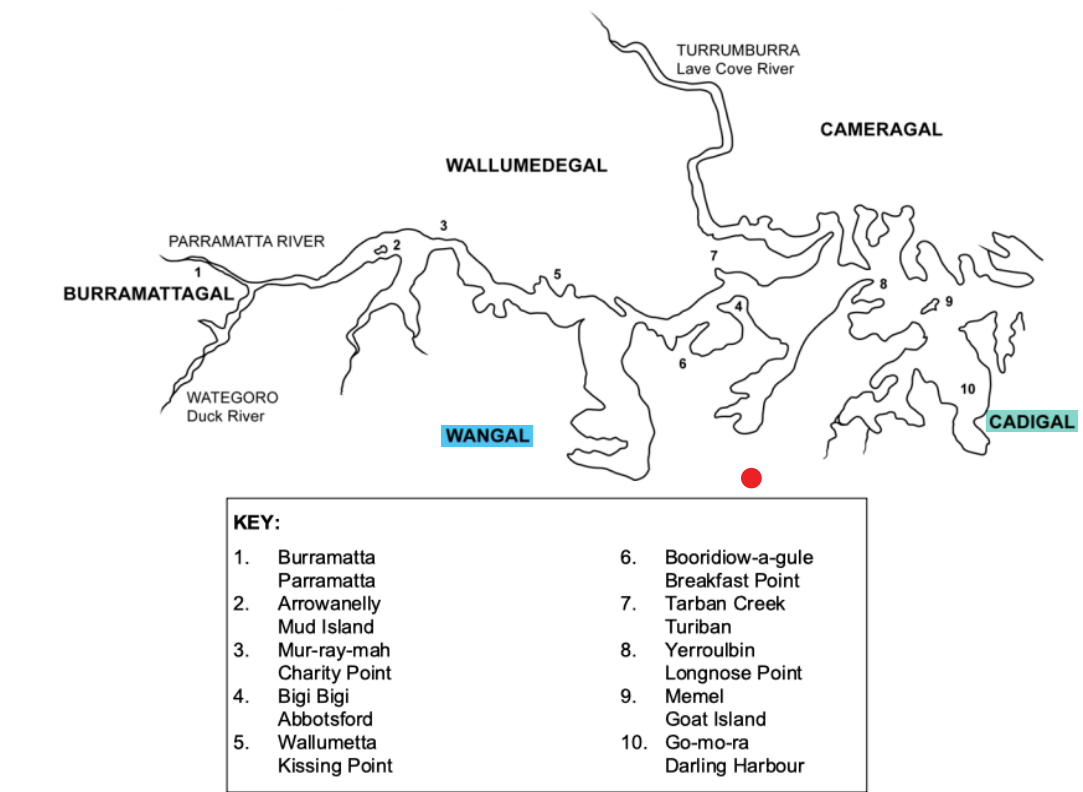 TURRUMBURRA
Lave Cove River
CAMERAGAL
WALLUMEDEGAL
3
PARRAMATTA RIVER
2
7
1
5
8
BURRAMATTAGAL
9
4
6
WATEGORO
Duck River
10
CADIGAL
WANGAL
KEY:
1. Burramatta
Parramatta
2. Arrowanelly
Mud Island
3. Mur-ray-mah
Charity Point
4. Bigi Bigi
Abbotsford
5. Wallumetta
Kissing Point
6. Booridiow-a-gule
Breakfast Point
7. Tarban Creek
Turiban
8. Yerroulbin
Longnose Point
9. Memel
Goat Island
10. Go-mo-ra
Darling Harbour